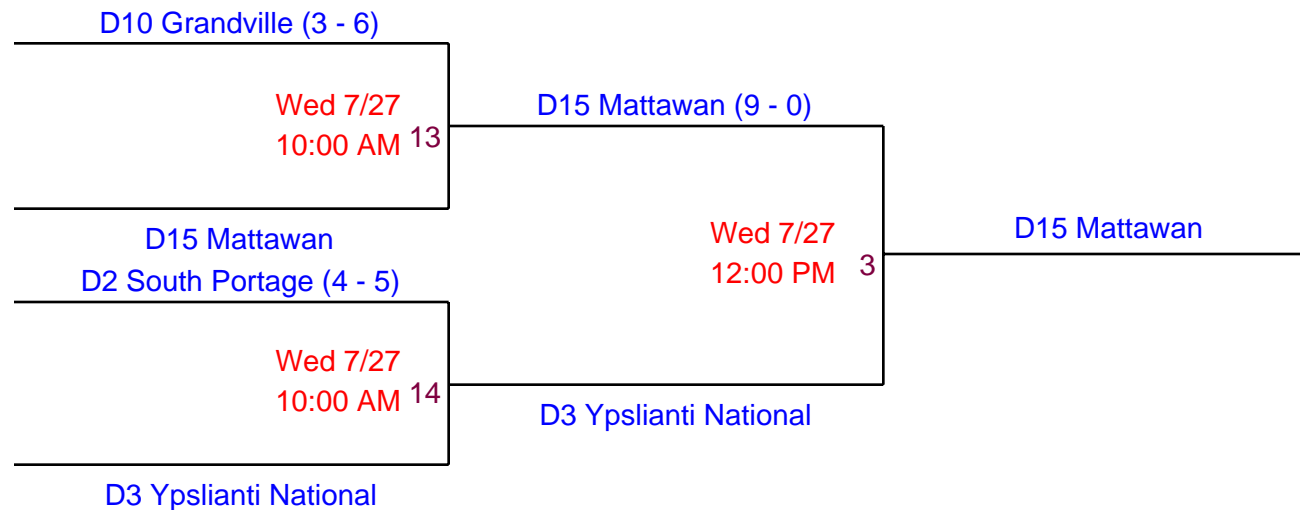 D10 Grandville (3 - 6)
Wed 7/27
10:00 AM 13
D15 Mattawan
D15 Mattawan (9 - 0)
D2 South Portage (4 - 5)
Wed 7/27
10:00 AM 14
D3 Ypslianti National
Wed 7/27
12:00 PM 3
D3 Ypslianti National
D15 Mattawan